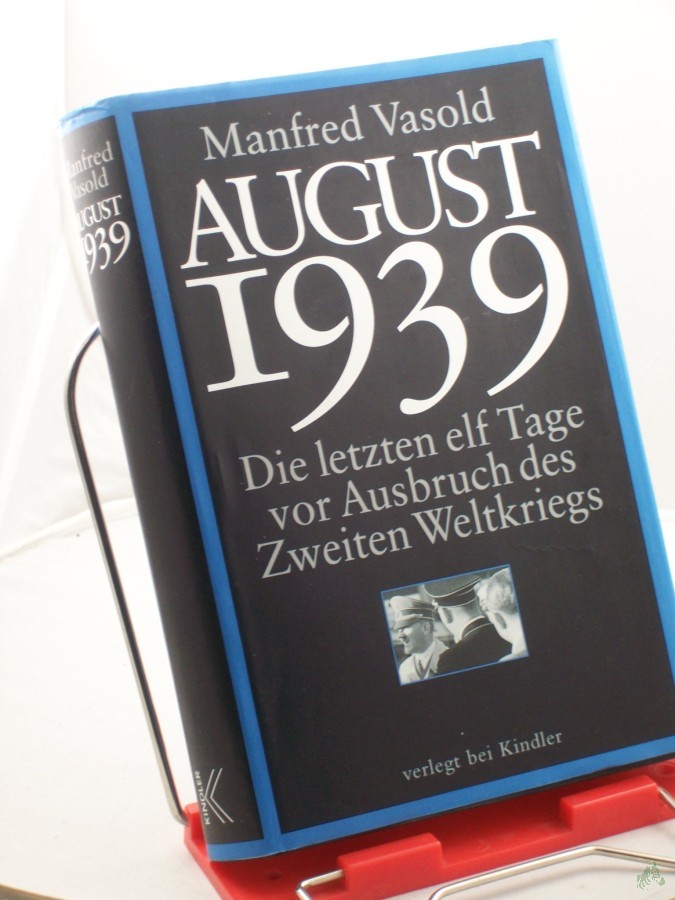 Manfred Vasold
AUGUST
1939
Die letzten elf Tage
vor Ausbruch des
Zweiten Weltkriegs
verlegt bei Kindler
Manfred
Vasold
AUGUST
1939
KINDLER